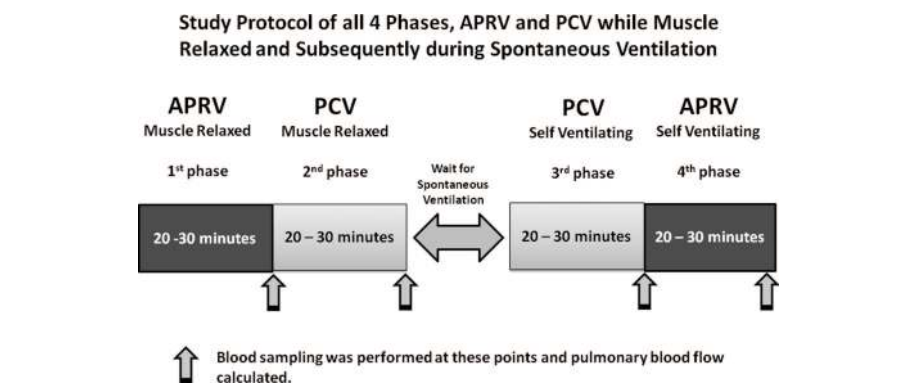 Study Protocol of all 4 Phases, APRV and PCV while Muscle
Relaxed and Subsequently during Spontaneous Ventilation
APRV
Muscle Relaxed
1st phase
PCV
Muscle Relaxed
2nd phase
Wait for
Spontaneous
Ventilation
PCV
Self Ventilating
3rd phase
APRV
Self Ventilating
4th phase
20 -30 minutes
20 – 30 minutes
20 – 30 minutes
20 – 30 minutes
Blood sampling was performed at these points and pulmonary blood flow
calculated.